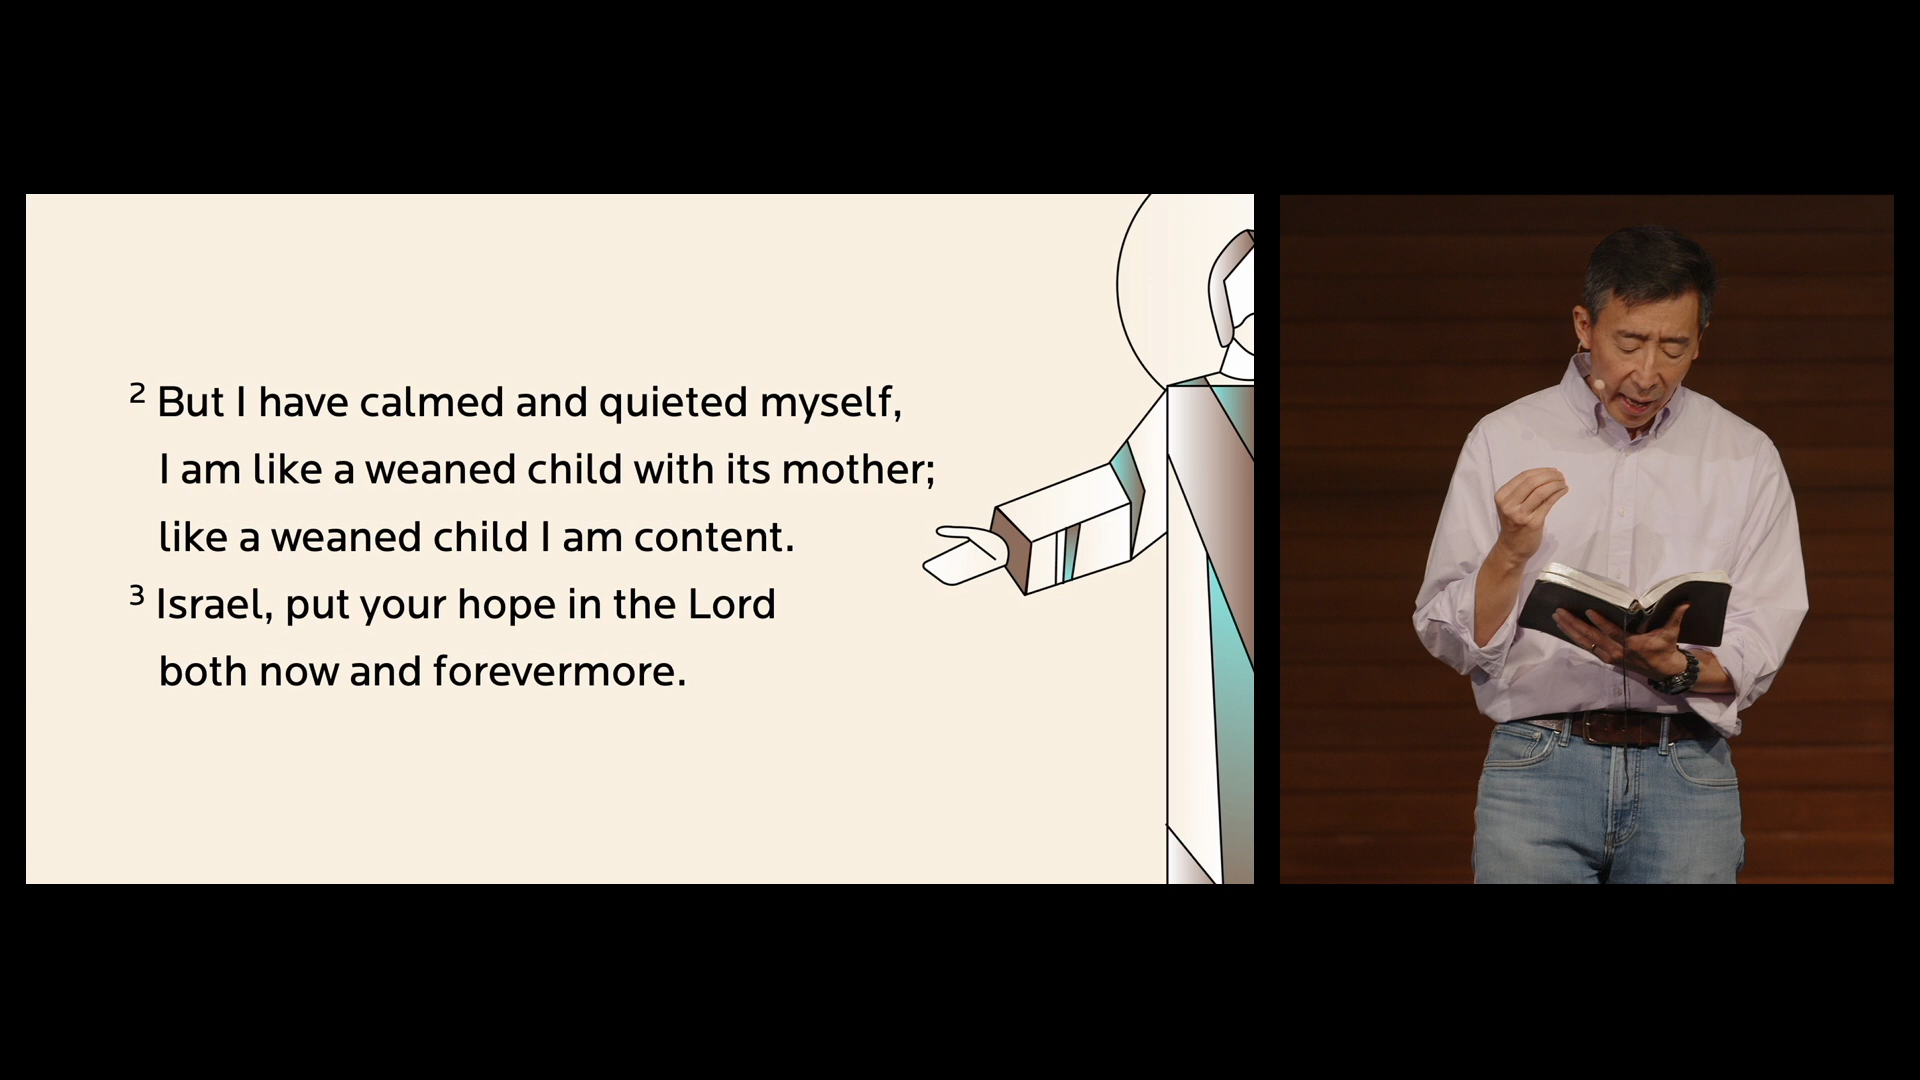 2 But I have calmed and quieted myself,
I am like a weaned child with its mother;
like a weaned child I am content.
3 Israel, put your hope in the Lord
both now and forevermore.